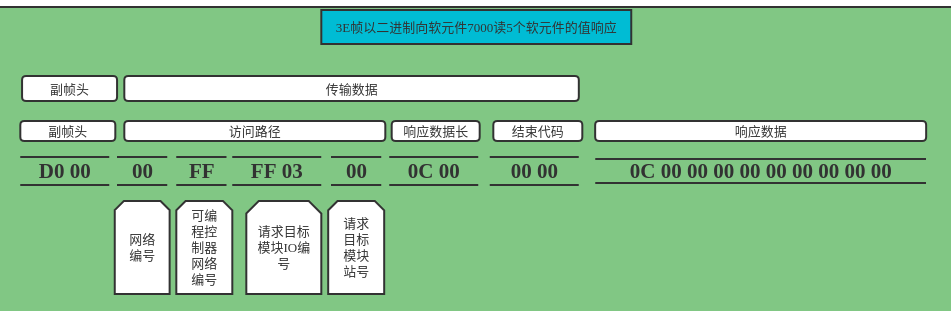 3E帧以二进制向软元件7000读5个软元件的值响应
副帧头
传输数据
副帧头
访问路径
响应数据长
结束代码
响应数据
D0 00
00
FF
FF 03
00
0C 00
00 00
0C 00 00 00 00 00 00 00 00 00
网络
编号
可编
程控
制器
网络
编号
请求目标
模块IO编
号
请求
目标
模块
站号